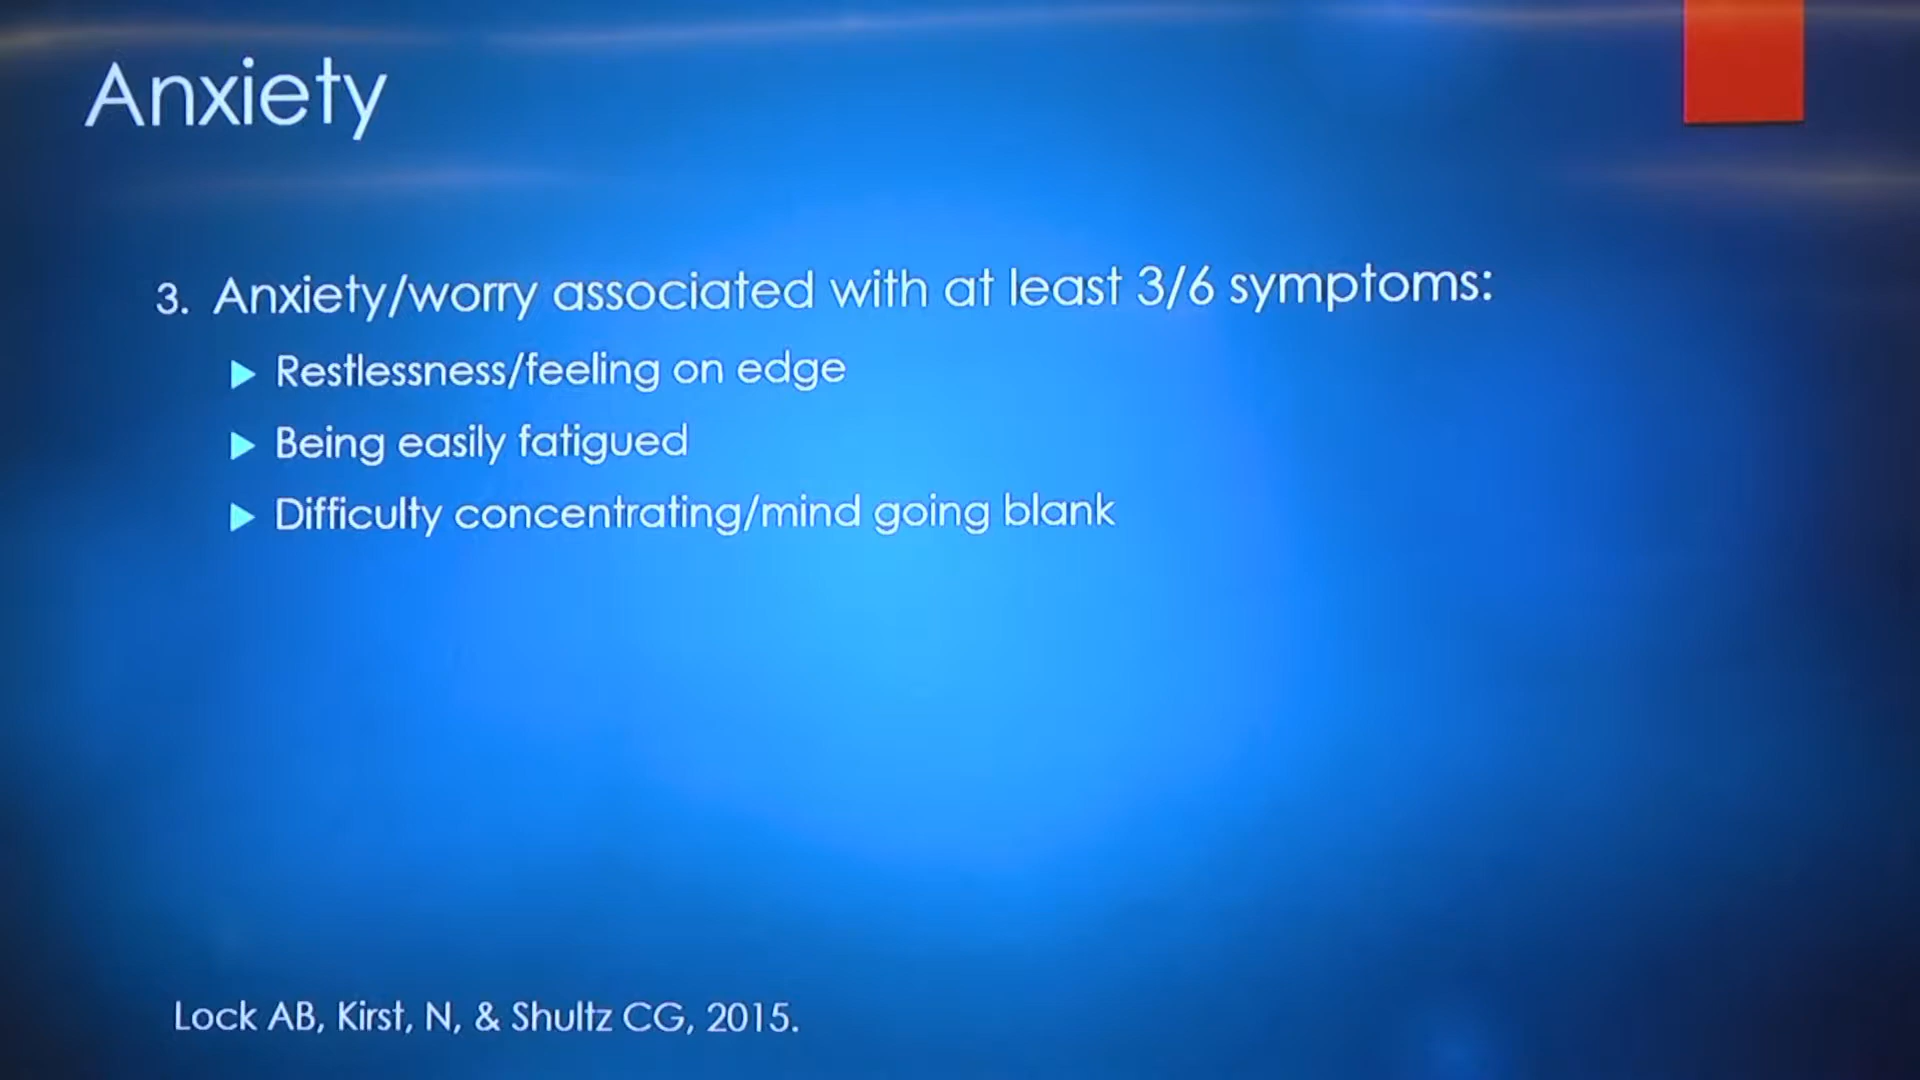 Anxiety
3. Anxiety/worry associated with at least 3/6 symptoms:
Restlessness/feeling on edge
Being easily fatigued
Difficulty concentrating/mind going blank
Lock AB, Kirst, N, & Shultz CG, 2015.